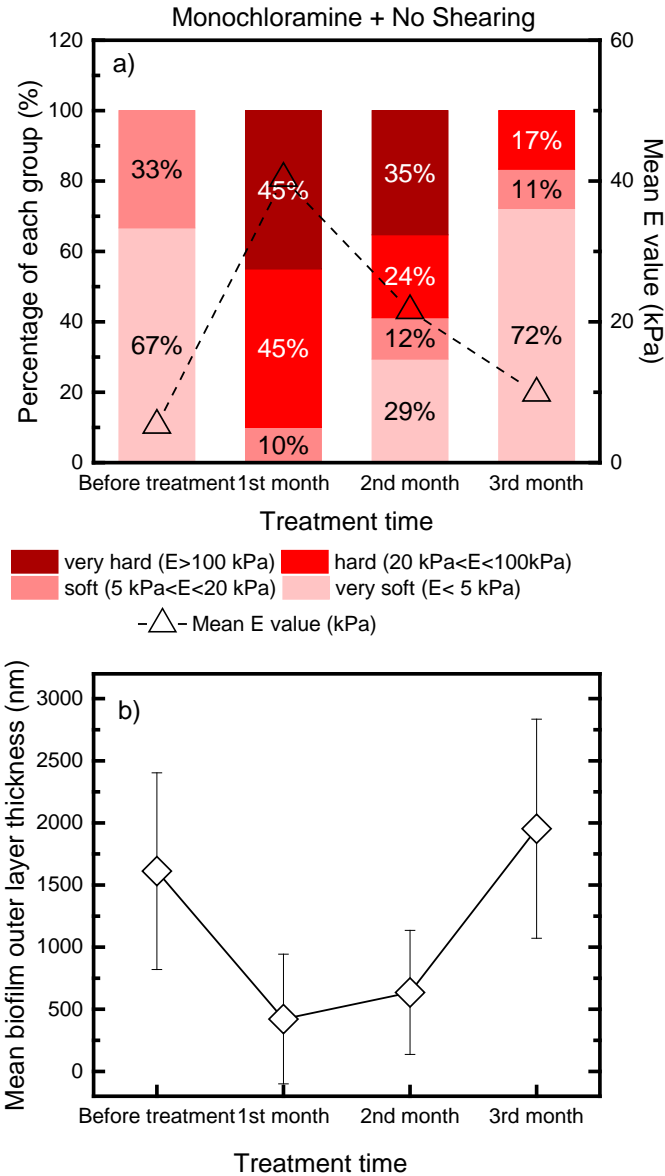 Monochloramine + No Shearing
a)
120
100
80
60
40
20
0
Percentage of each group (%)
60
40
20
0
Mean E value (kPa)
33%
67%
45%
45%
10%
35%
24%
12%
29%
17%
11%
72%
Before treatment 1st month 2nd month 3rd month
Treatment time
very hard (E>100 kPa) hard (20 kPa<E<100kPa)
soft (5 kPa<E<20 kPa) very soft (E< 5 kPa)
Mean E value (kPa)
b)
3000
2500
2000
1500
1000
500
0
Mean biofilm outer layer thickness (nm)
Before treatment 1st month 2nd month 3rd month
Treatment time